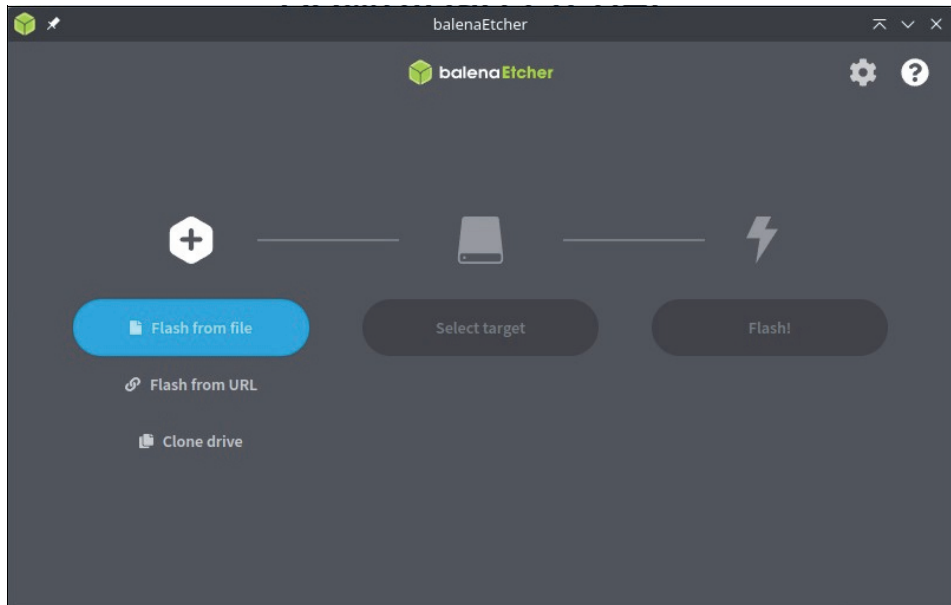 balenaEtcher
balenaEtcher
Flash from file
Select target
Flash!
Flash from URL
Clone drive